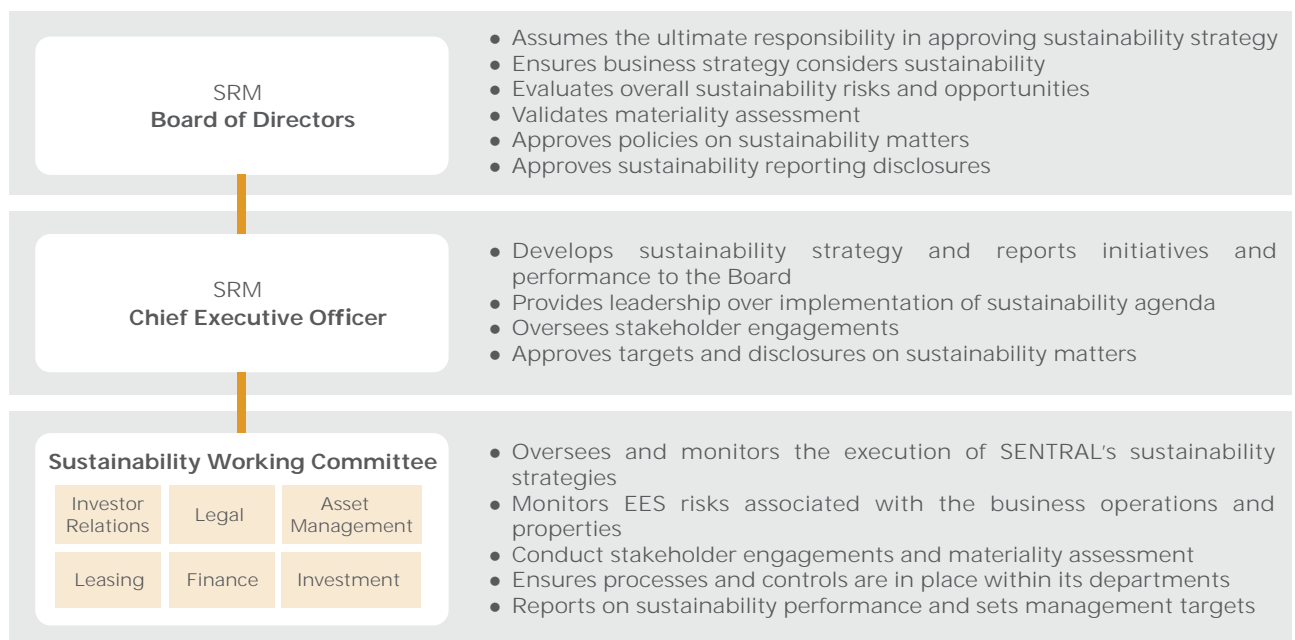 SRM
Board of Directors
● Assumes the ultimate responsibility in approving sustainability strategy
● Ensures business strategy considers sustainability
● Evaluates overall sustainability risks and opportunities
● Validates materiality assessment
● Approves policies on sustainability matters
● Approves sustainability reporting disclosures
SRM
Chief Executive Officer
● Develops sustainability strategy and reports initiatives and
performance to the Board
● Provides leadership over implementation of sustainability agenda
● Oversees stakeholder engagements
● Approves targets and disclosures on sustainability matters
Sustainability Working Committee
Investor
Relations
Legal
Asset
Management
Leasing
Finance
Investment
● Oversees and monitors the execution of SENTRAL's sustainability
strategies
● Monitors EES risks associated with the business operations and
properties
● Conduct stakeholder engagements and materiality assessment
● Ensures processes and controls are in place within its departments
● Reports on sustainability performance and sets management targets